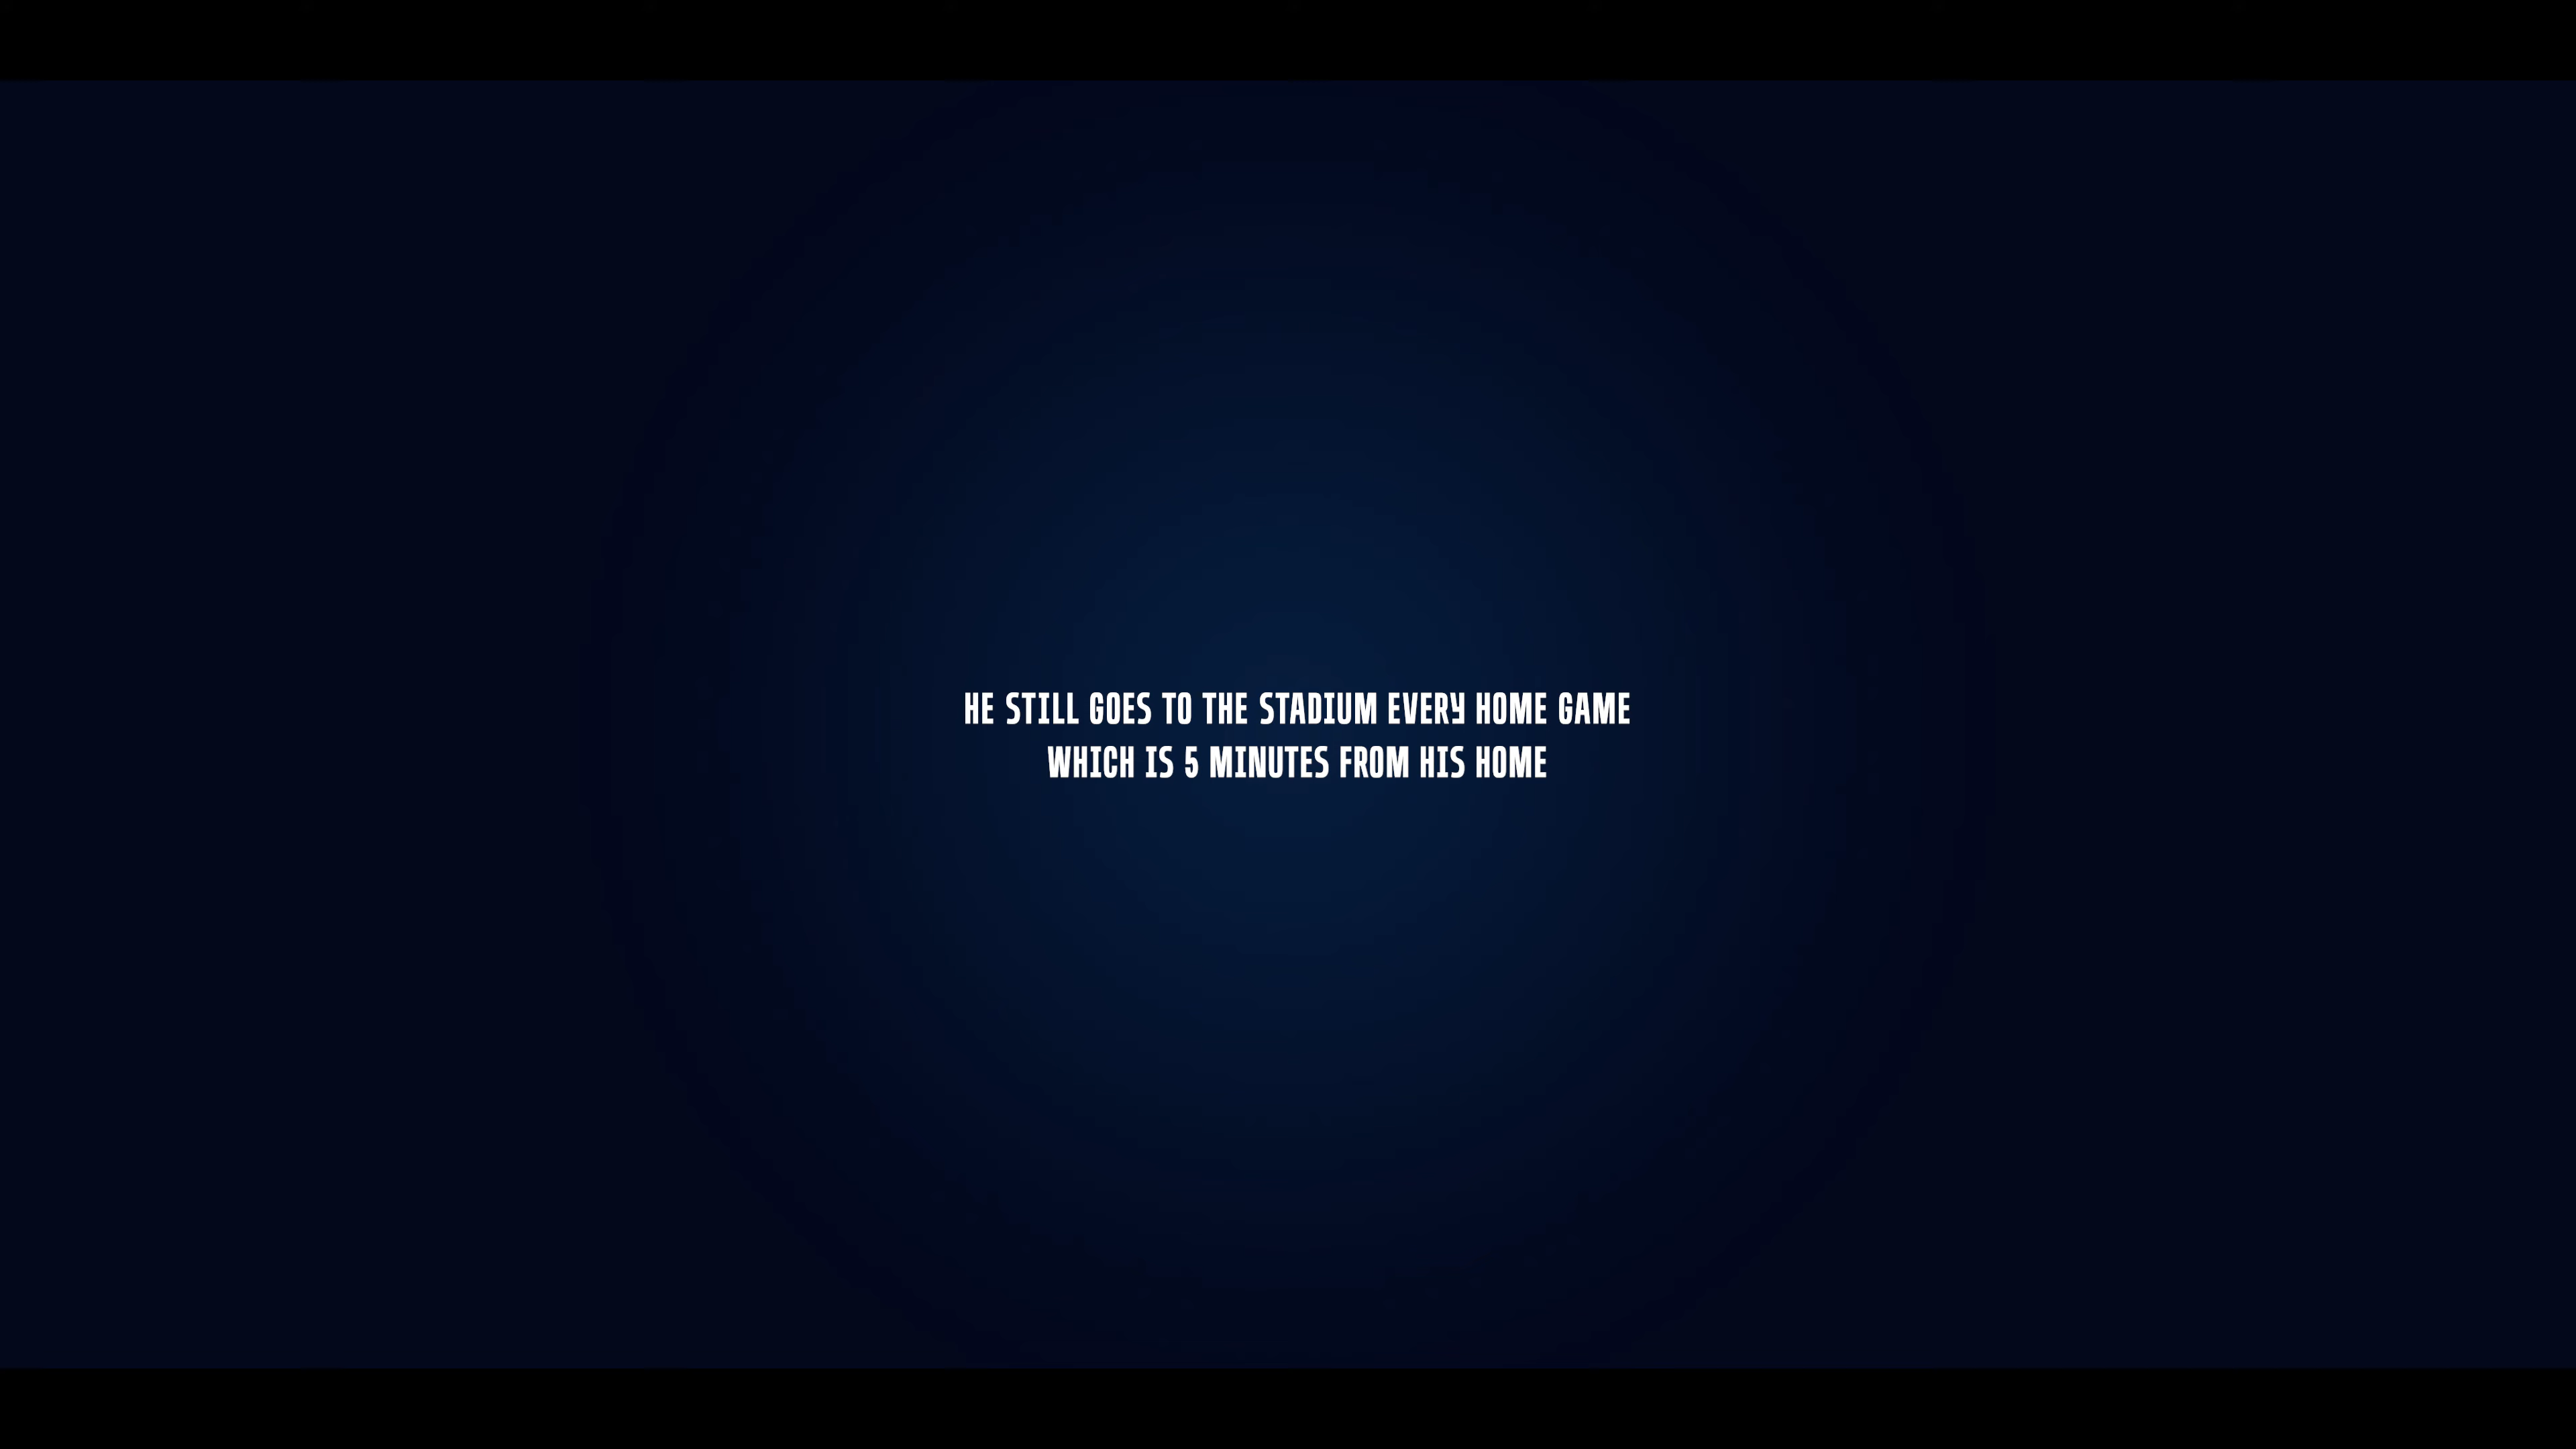 HE STILL GOES TO THE STADIUM EVERY HOME GAME
WHICH IS 5 MINUTES FROM HIS HOME